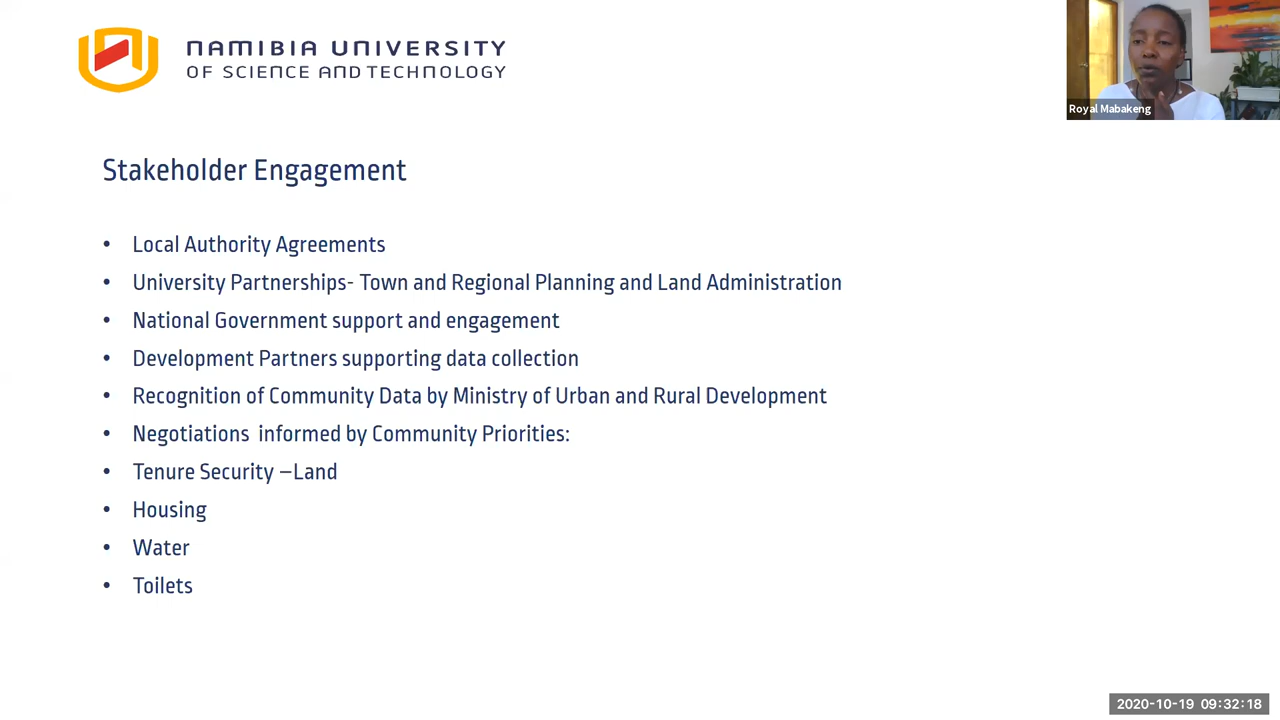 NAMIBIA UNIVERSITY
OF SCIENCE AND TECHNOLOGY
Royal Mabakeng
Stakeholder Engagement
• Local Authority Agreements
• University Partnerships- Town and Regional Planning and Land Administration
• National Government support and engagement
• Development Partners supporting data collection
• Recognition of Community Data by Ministry of Urban and Rural Development
• Negotiations  informed by Community Priorities:
• Tenure Security –Land
• Housing
• Water
• Toilets
2020-10-19 09:32:18